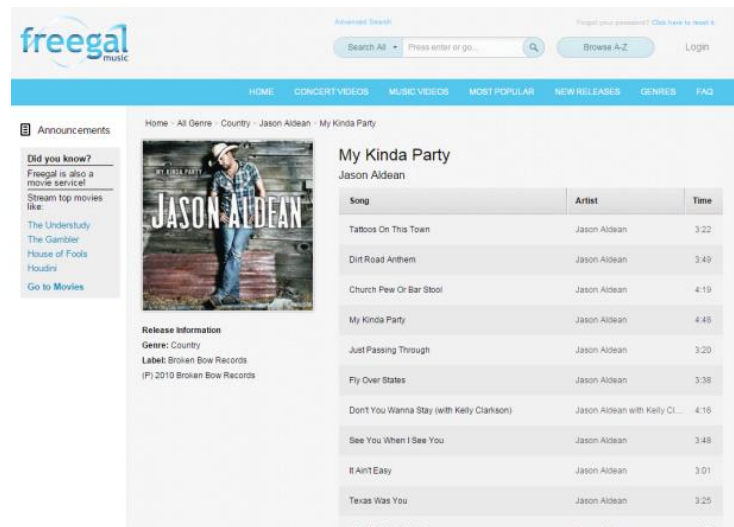 freegal
music
Advanced Search
Forgot your password? Click here to reset it
Search All
Press enter or go...
Browse A-Z
Login
HOME CONCERT VIDEOS MUSIC VIDEOS MOST POPULAR NEW RELEASES GENRES FAQ
Announcements
Did you know?
Freegal is also a
movie service!
Stream top movies
like:
The Understudy
The Gambler
House of Fools
Houdini
Go to Movies
Home - All Genre - Country - Jason Aldean - My Kinda Party
MY KINDA PARTY
JASON ALDEAN
Release Information
Genre: Country
Label: Broken Bow Records
(P) 2010 Broken Bow Records
My Kinda Party
Jason Aldean
Song Artist Time
Tattoos On This Town Jason Aldean 3:22
Dirt Road Anthem Jason Aldean 3:49
Church Pew Or Bar Stool Jason Aldean 4:19
My Kinda Party Jason Aldean 4:48
Just Passing Through Jason Aldean 3:20
Fly Over States Jason Aldean 3:38
Don't You Wanna Stay (with Kelly Clarkson) Jason Aldean with Kelly Cl... 4:16
See You When I See You Jason Aldean 3:48
It Ain't Easy Jason Aldean 3:01
Texas Was You Jason Aldean 3:25